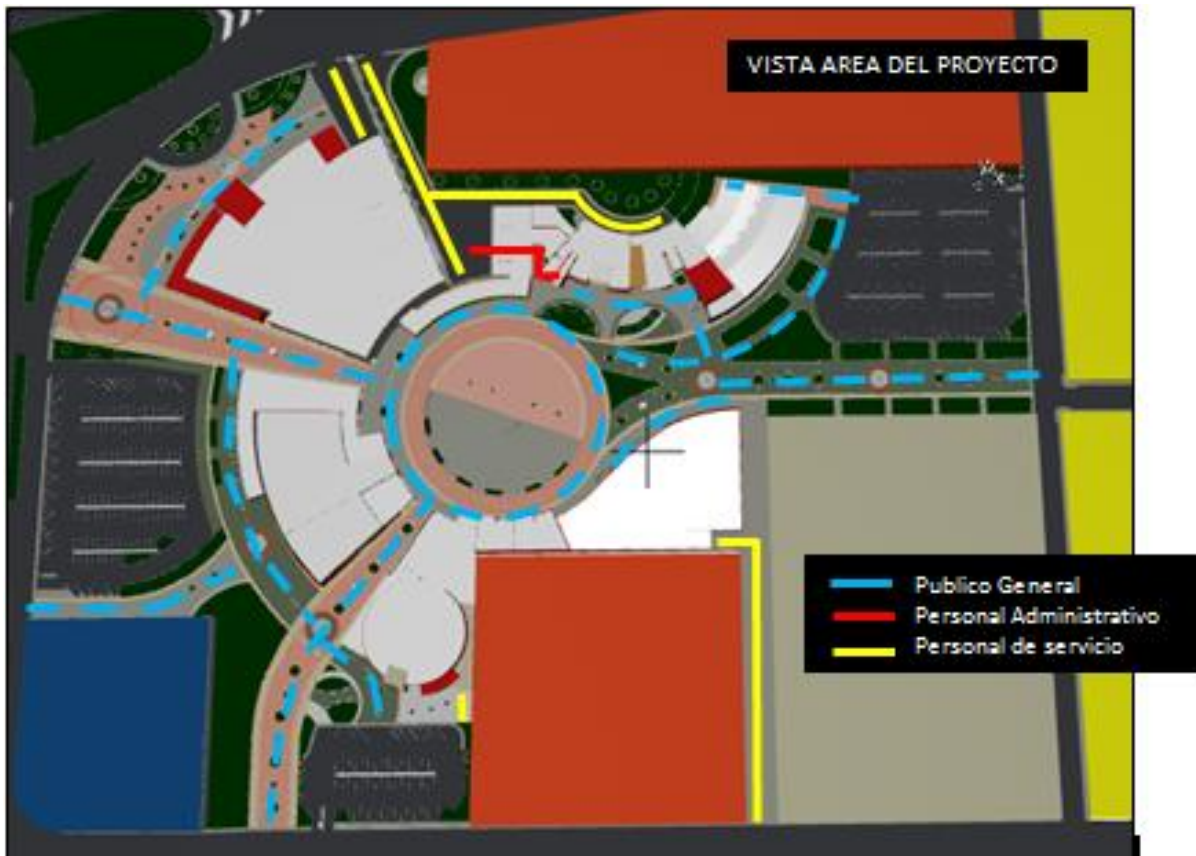 VISTA AREA DEL PROYECTO
Publico General
Personal Administrativo
Personal de servicio